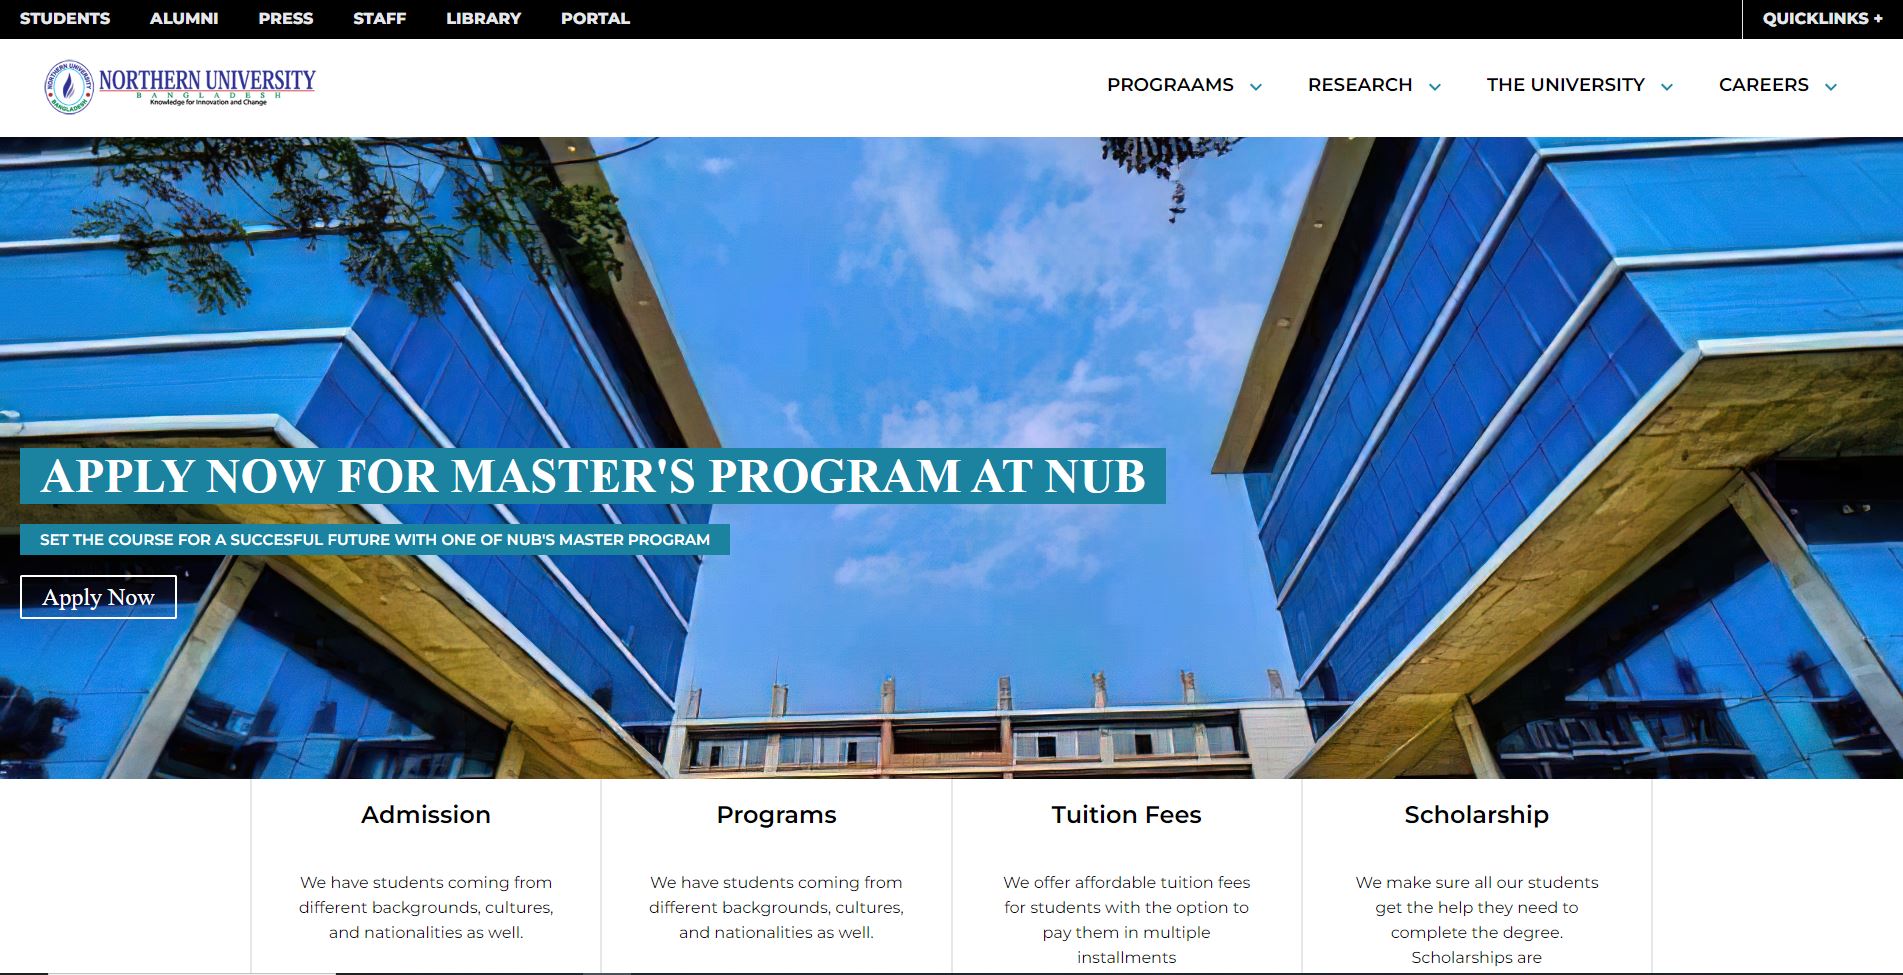 STUDENTS ALUMNI PRESS STAFF LIBRARY PORTAL QUICKLINKS +
NORTHERN UNIVERSITY
BANGLADESH
Knowledge for Innovation and Change
NORTHERN UNIVERSITY
BANGLADESH
PROGRAAMS RESEARCH THE UNIVERSITY CAREERS
APPLY NOW FOR MASTER'S PROGRAM AT NUB
SET THE COURSE FOR A SUCCESFUL FUTURE WITH ONE OF NUB'S MASTER PROGRAM
Apply Now
Admission
We have students coming from
different backgrounds, cultures,
and nationalities as well.
Programs
We have students coming from
different backgrounds, cultures,
and nationalities as well.
Tuition Fees
We offer affordable tuition fees
for students with the option to
pay them in multiple
installments
Scholarship
We make sure all our students
get the help they need to
complete the degree.
Scholarships are